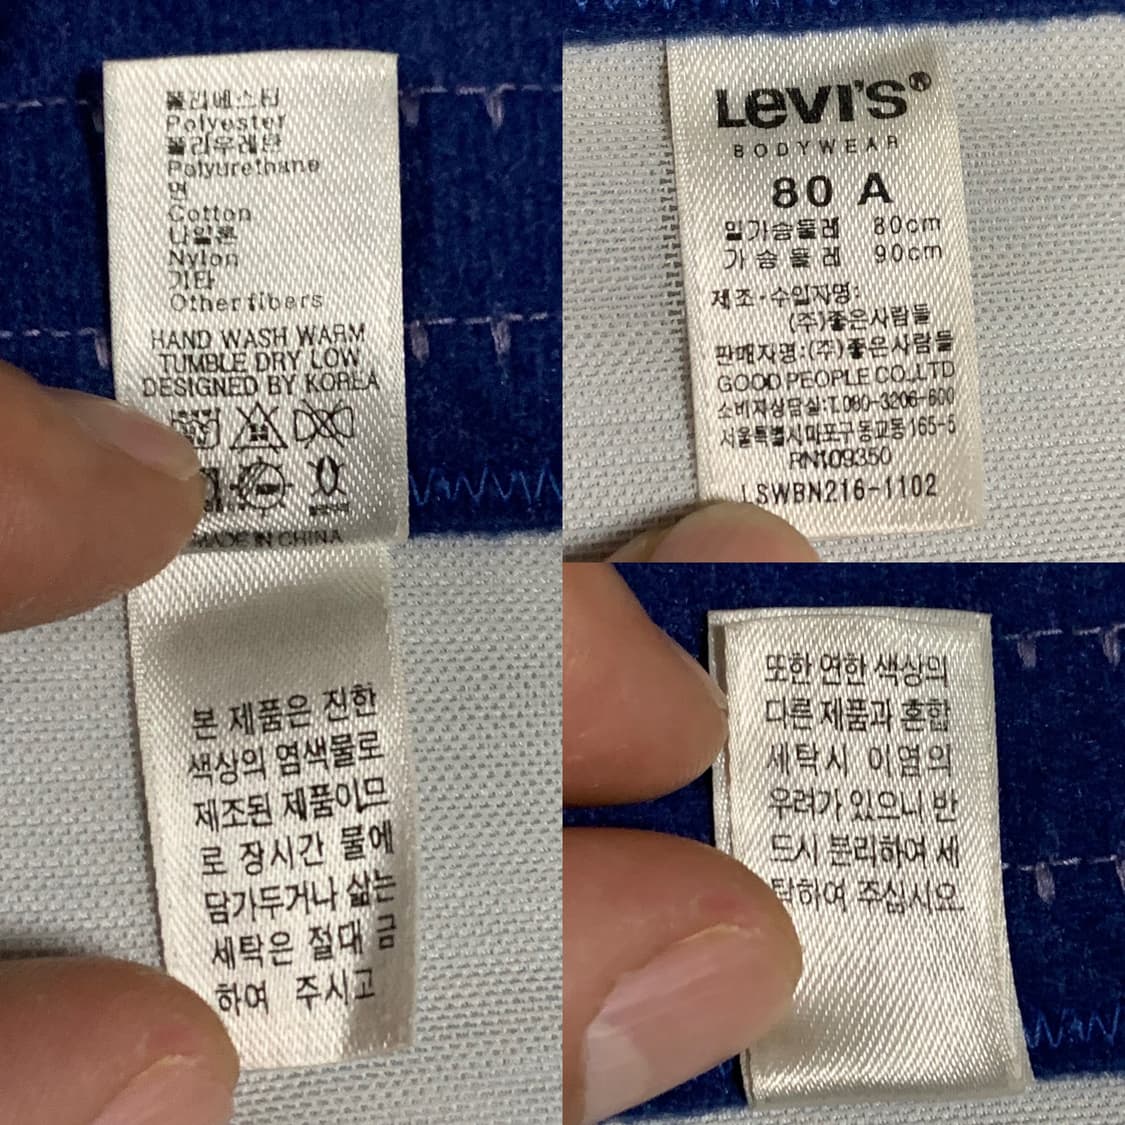 폴리에스터
Polyester
폴리우레탄
Polyurethane
면
Cotton
나일론
Nylon
기타
Other fibers
HAND WASH WARM
TUMBLE DRY LOW
DESIGNED BY KOREA
MADE IN CHINA
본 제품은 진한
색상의 염색물로
제조된 제품이므
로 장시간 물에
담가두거나 삶는
세탁은 절대 금
하여 주시고
LEVI'S®
BODYWEAR
80 A
밑가슴둘레 80cm
가슴둘레 90cm
제조·수입자명:
(주)좋은사람들
판매자명:(주)좋은사람들
GOOD PEOPLE CO.,LTD
소비자상담실:T.080-3206-600
서울특별시마포구동교동165-5
RN109350
LSWBN216-1102
또한 연한 색상의
다른 제품과 혼합
세탁시 이염의
우려가 있으니 반
드시 분리하여 세
탁하여 주십시오.